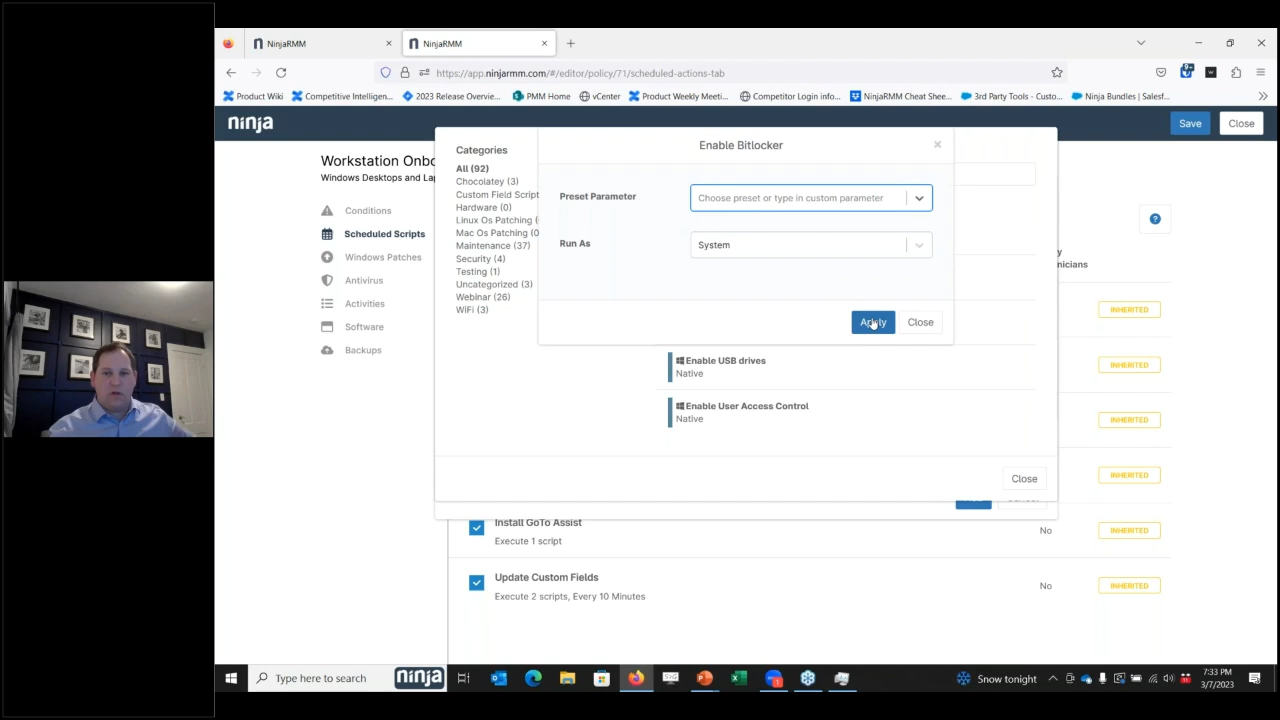 NinjaRMM
NinjaRMM
https://app.ninjarmm.com/#/editor/policy/71/scheduled-actions-tab
9+
Product Wiki
Competitive Intelligen...
2023 Release Overvie...
PMM Home
vCenter
Product Weekly Meeti...
Competitor Login info...
NinjaRMM Cheat Shee...
3rd Party Tools - Custo...
Ninja Bundles | Salesf...
ninja
Save
Close
Workstation Onbo
Windows Desktops and Lap
Conditions
Scheduled Scripts
Windows Patches
Antivirus
Activities
Software
Backups
Categories
All (92)
Chocolatey (3)
Custom Field Script
Hardware (0)
Linux Os Patching (
Mac Os Patching (0
Maintenance (37)
Security (4)
Testing (1)
Uncategorized (3)
Webinar (26)
WiFi (3)
Enable Bitlocker
Preset Parameter
Choose preset or type in custom parameter
Run As
System
Apply
Close
Enable USB drives
Native
Enable User Access Control
Native
Close
y
nicians
INHERITED
INHERITED
INHERITED
INHERITED
Install GoTo Assist
Execute 1 script
No
INHERITED
Update Custom Fields
Execute 2 scripts, Every 10 Minutes
No
INHERITED
Type here to search
ninja
Snow tonight
7:33 PM
3/7/2023